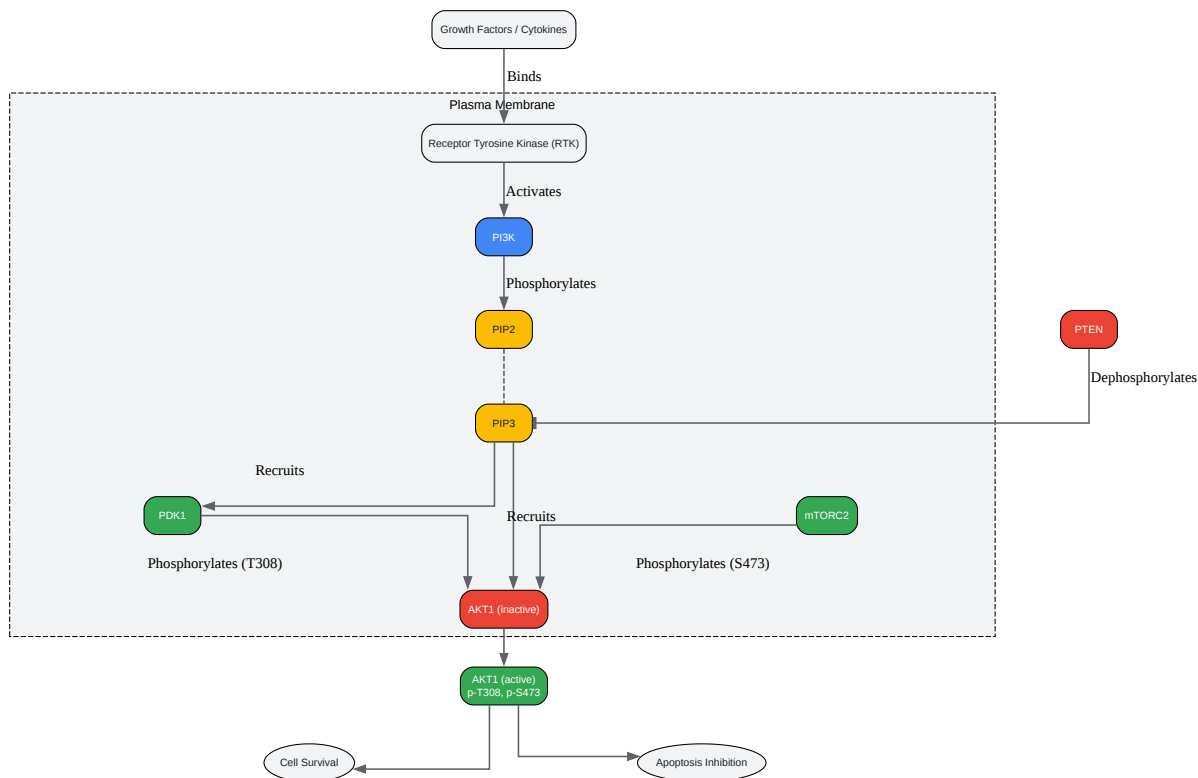 Growth Factors / Cytokines
Binds
Plasma Membrane
Receptor Tyrosine Kinase (RTK)
Activates
PI3K
Phosphorylates
PIP2
PTEN
Dephosphorylates
PIP3
Recruits
PDK1
Recruits
mTORC2
Phosphorylates (T308)
Phosphorylates (S473)
AKT1 (inactive)
AKT1 (active)
p-T308, p-S473
Cell Survival
Apoptosis Inhibition